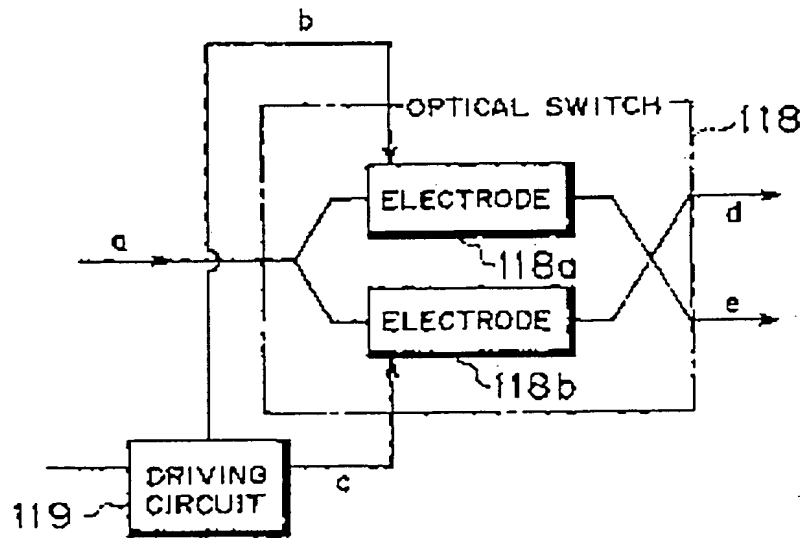 b
OPTICAL SWITCH
118
ELECTRODE
d
a
118a
ELECTRODE
e
118b
DRIVING
CIRCUIT
c
119